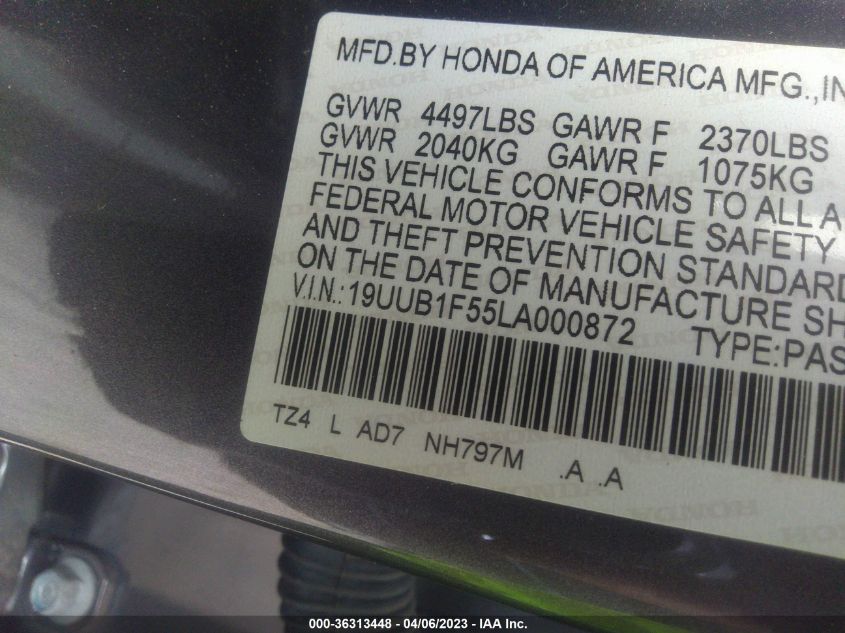 MFD.BY HONDA OF AMERICA MFG.,IN
GVWR 4497LBS GAWR F 2370LBS
GVWR 2040KG GAWR F 1075KG
THIS VEHICLE CONFORMS TO ALL A
FEDERAL MOTOR VEHICLE SAFETY
AND THEFT PREVENTION STANDARD
ON THE DATE OF MANUFACTURE SH
V.I.N.:19UUB1F55LA000872 TYPE:PAS
TZ4 L AD7 NH797M .A .A
000-36313448 - 04/06/2023 - IAA Inc.